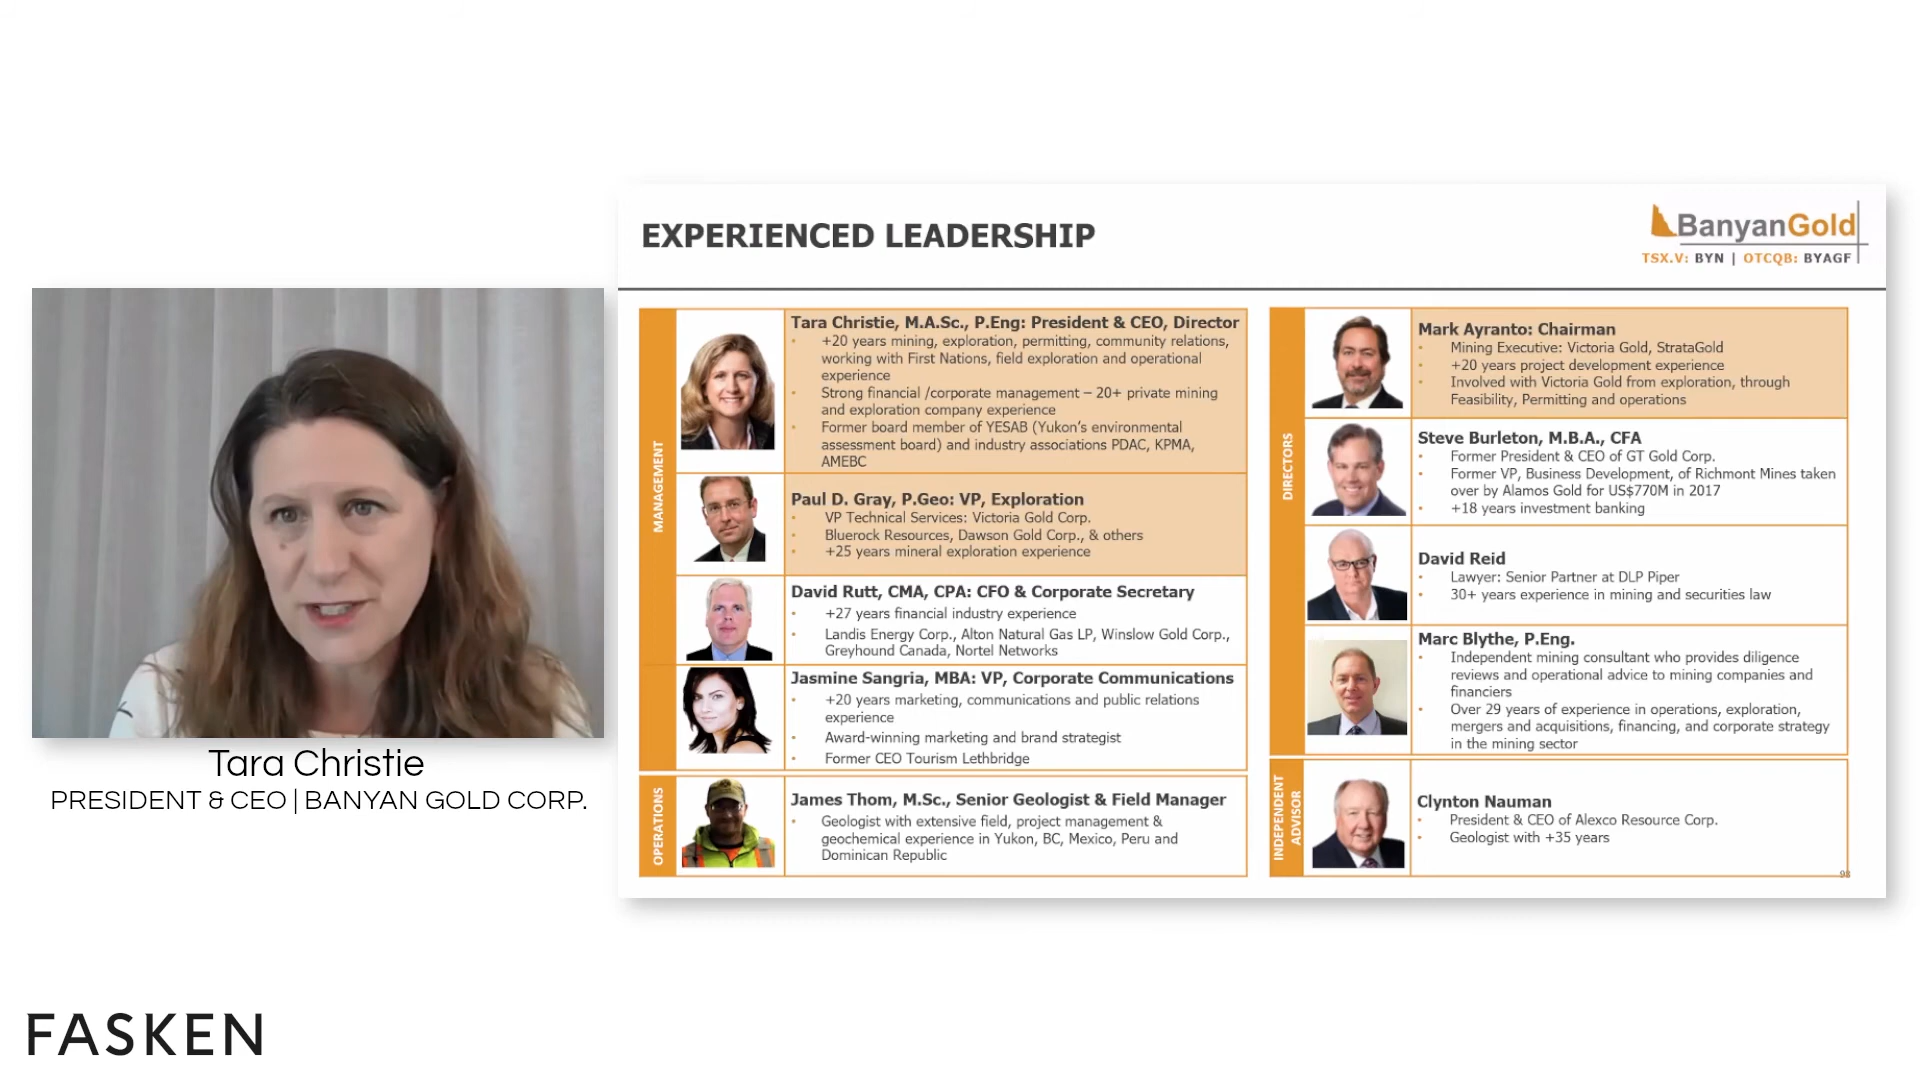 EXPERIENCED LEADERSHIP
BanyanGold
TSX.V: BYN | OTCQB: BYAGF
MANAGEMENT
Tara Christie, M.A.Sc., P.Eng: President & CEO, Director
• +20 years mining, exploration, permitting, community relations,
working with First Nations, field exploration and operational
experience
• Strong financial /corporate management – 20+ private mining
and exploration company experience
• Former board member of YESAB (Yukon's environmental
assessment board) and industry associations PDAC, KPMA,
AMEBC
Paul D. Gray, P.Geo: VP, Exploration
• VP Technical Services: Victoria Gold Corp.
• Bluerock Resources, Dawson Gold Corp., & others
• +25 years mineral exploration experience
David Rutt, CMA, CPA: CFO & Corporate Secretary
• +27 years financial industry experience
• Landis Energy Corp., Alton Natural Gas LP, Winslow Gold Corp.,
Greyhound Canada, Nortel Networks
Jasmine Sangria, MBA: VP, Corporate Communications
• +20 years marketing, communications and public relations
experience
• Award-winning marketing and brand strategist
• Former CEO Tourism Lethbridge
OPERATIONS
James Thom, M.Sc., Senior Geologist & Field Manager
• Geologist with extensive field, project management &
geochemical experience in Yukon, BC, Mexico, Peru and
Dominican Republic
DIRECTORS
Mark Ayranto: Chairman
• Mining Executive: Victoria Gold, StrataGold
• +20 years project development experience
• Involved with Victoria Gold from exploration, through
Feasibility, Permitting and operations
Steve Burleton, M.B.A., CFA
• Former President & CEO of GT Gold Corp.
• Former VP, Business Development, of Richmont Mines taken
over by Alamos Gold for US$770M in 2017
• +18 years investment banking
David Reid
• Lawyer: Senior Partner at DLP Piper
• 30+ years experience in mining and securities law
Marc Blythe, P.Eng.
• Independent mining consultant who provides diligence
reviews and operational advice to mining companies and
financiers
• Over 29 years of experience in operations, exploration,
mergers and acquisitions, financing, and corporate strategy
in the mining sector
INDEPENDENT
ADVISOR
Clynton Nauman
• President & CEO of Alexco Resource Corp.
• Geologist with +35 years
Tara Christie
PRESIDENT & CEO | BANYAN GOLD CORP.
FASKEN